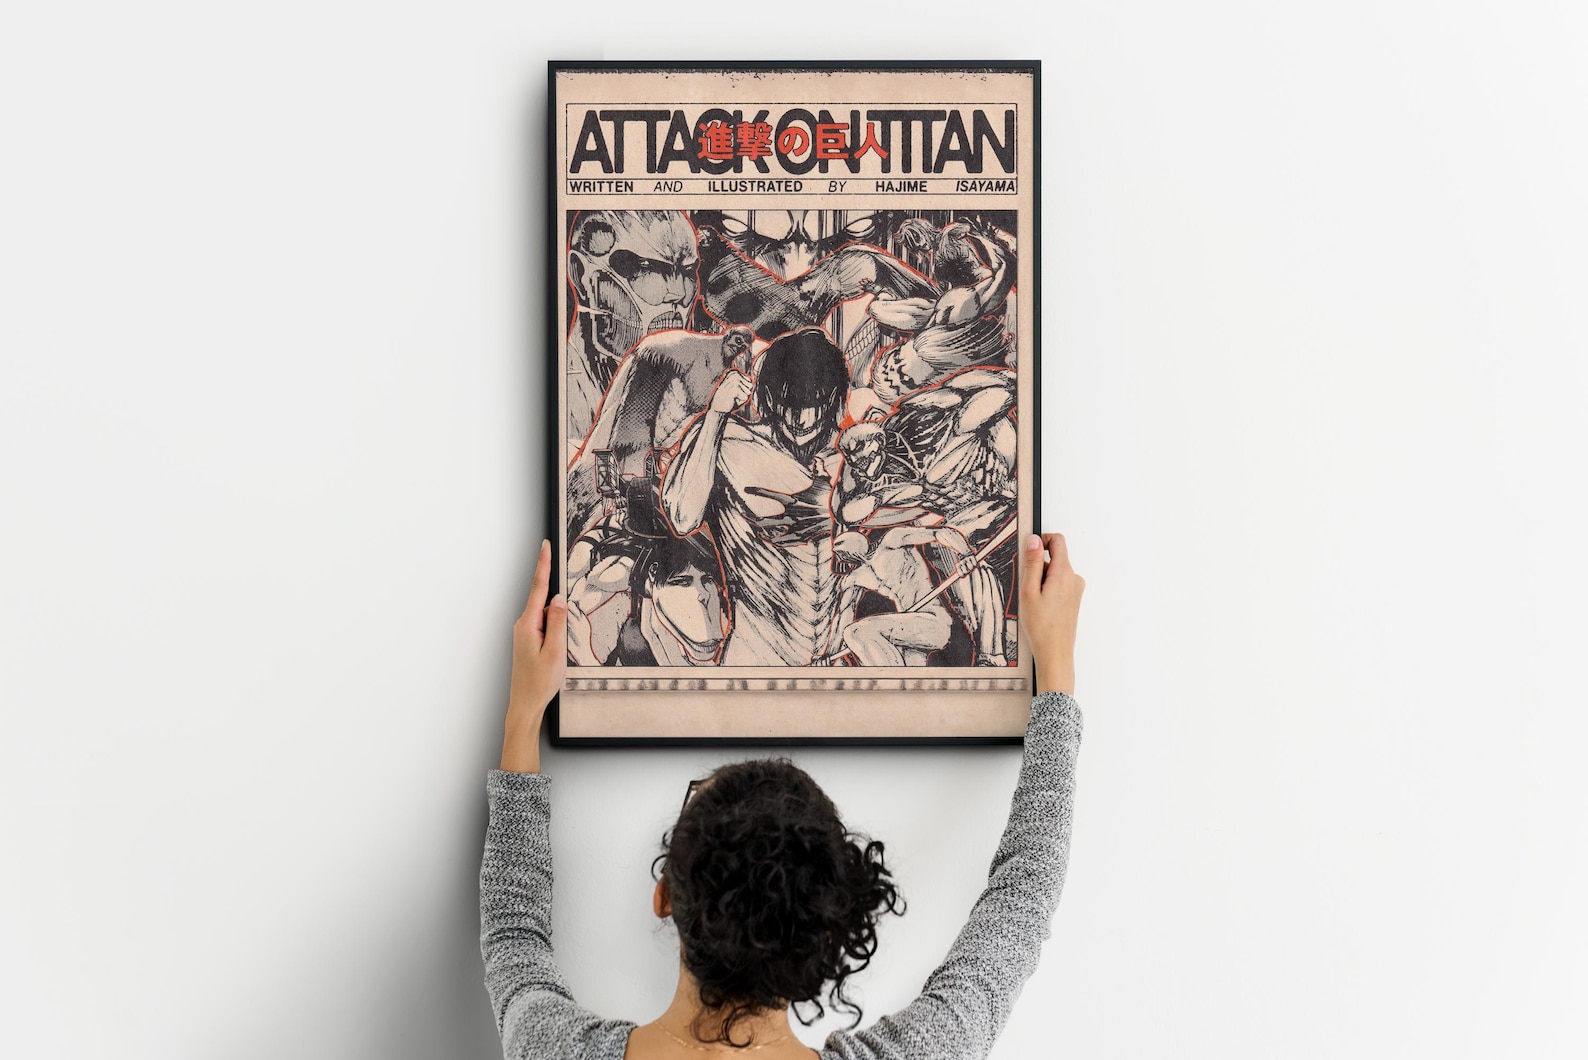 ATTACK ON TITAN
進撃の巨人
WRITTEN AND ILLUSTRATED BY HAJIME ISAYAMA